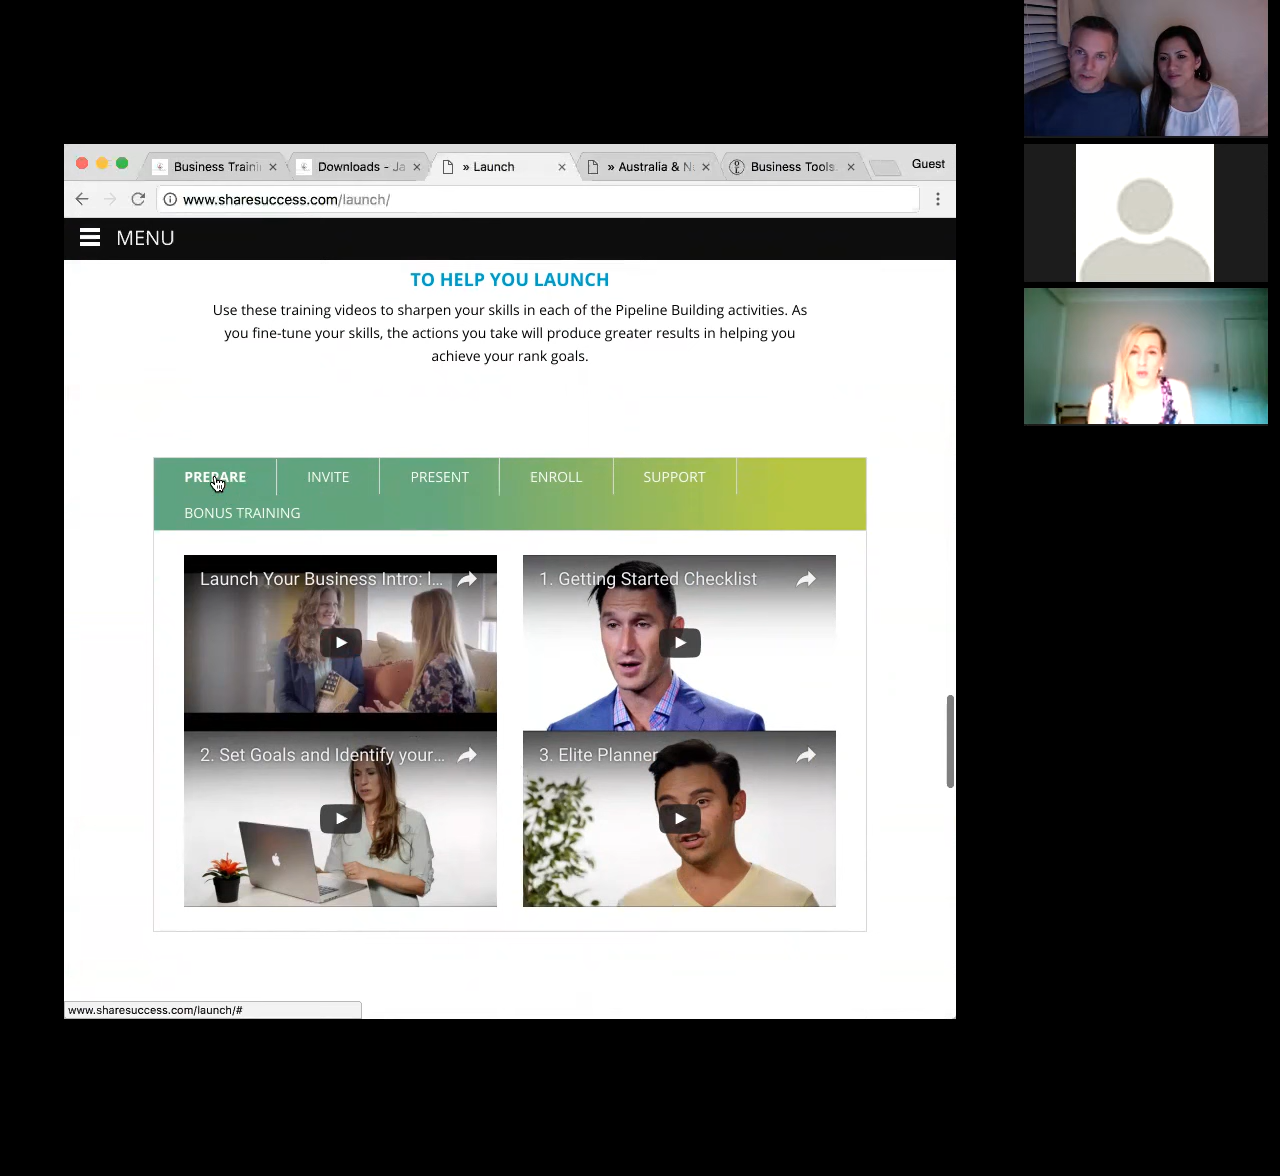 Business Traini
Downloads - Ja
» Launch
» Australia & N
Business Tools
Guest
www.sharesuccess.com/launch/
MENU
TO HELP YOU LAUNCH
Use these training videos to sharpen your skills in each of the Pipeline Building activities. As
you fine-tune your skills, the actions you take will produce greater results in helping you
achieve your rank goals.
PREPARE
INVITE
PRESENT
ENROLL
SUPPORT
BONUS TRAINING
Launch Your Business Intro: I...
1. Getting Started Checklist
2. Set Goals and Identify your...
3. Elite Planner
www.sharesuccess.com/launch/#